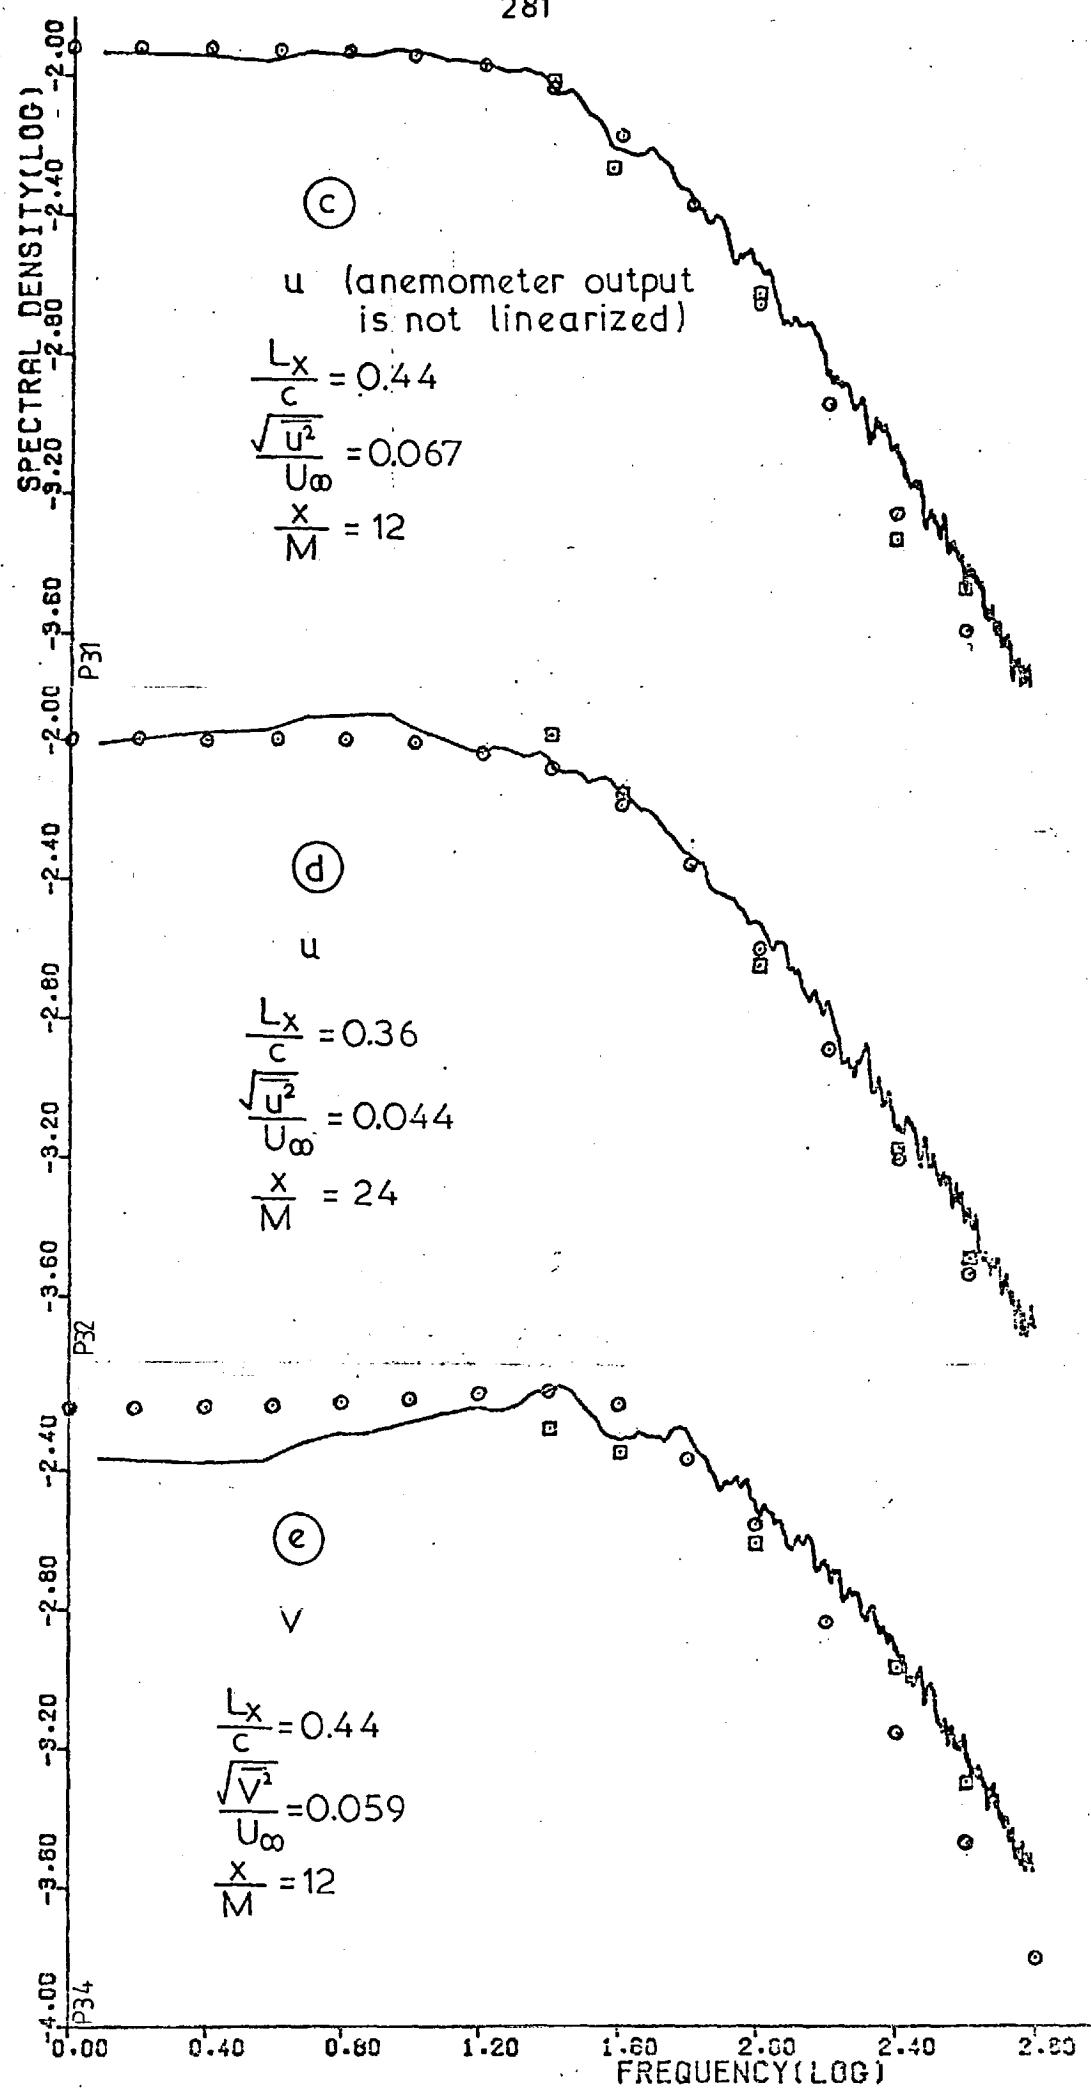 281
SPECTRAL DENSITY(LOG)
-2.00
-2.40
-2.80
-3.20
-3.60
P31
c
u (anemometer output
is not linearized)
Lx/c = 0.44
√u²/U∞ = 0.067
x/M = 12
-2.00
-2.40
-2.80
-3.20
-3.60
P32
d
u
Lx/c = 0.36
√u²/U∞ = 0.044
x/M = 24
-2.40
-2.80
-3.20
-3.60
-4.00
P34
e
v
Lx/c = 0.44
√v²/U∞ = 0.059
x/M = 12
0.00 0.40 0.80 1.20 1.60 2.00 2.40 2.80
FREQUENCY(LOG)